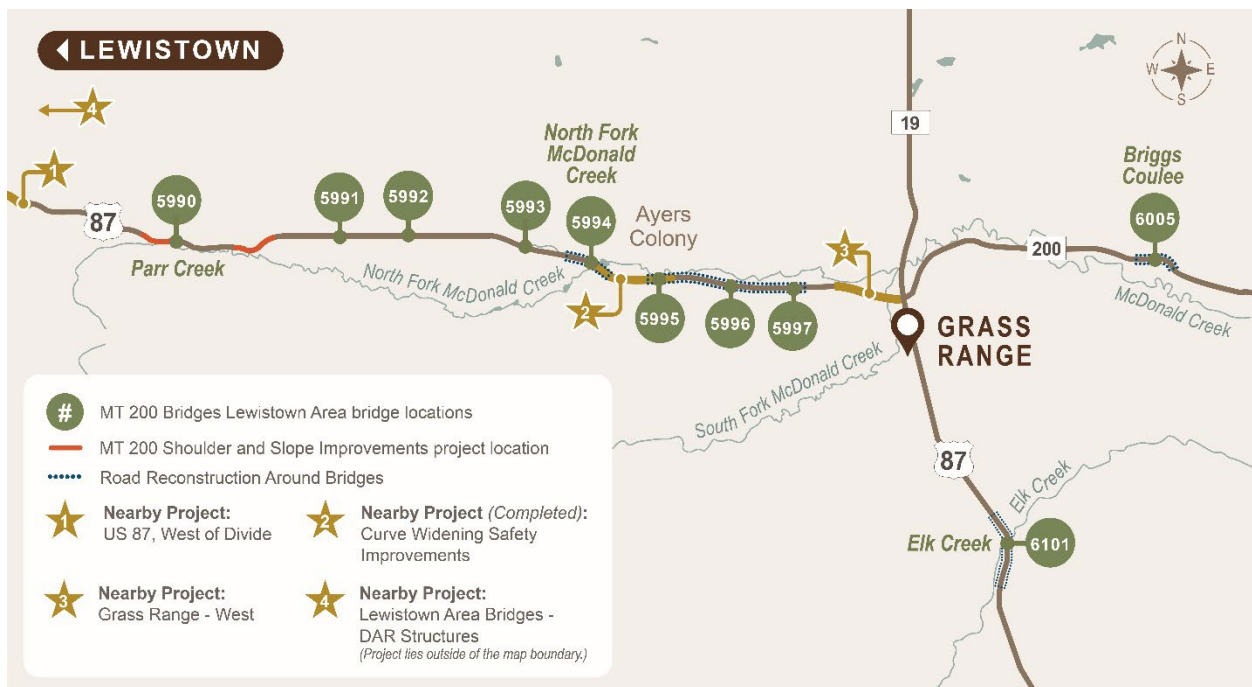 LEWISTOWN
N
W E
S
4
1
87
5990
Parr Creek
5991
5992
5993
North Fork
McDonald
Creek
5994
North Fork McDonald Creek
Ayers
Colony
2
5995
5996
5997
3
19
200
Briggs
Coulee
6005
McDonald Creek
GRASS
RANGE
South Fork McDonald Creek
87
Elk Creek
Elk Creek
6101
# MT 200 Bridges Lewistown Area bridge locations
MT 200 Shoulder and Slope Improvements project location
Road Reconstruction Around Bridges
1
Nearby Project:
US 87, West of Divide
2
Nearby Project (Completed):
Curve Widening Safety
Improvements
3
Nearby Project:
Grass Range - West
4
Nearby Project:
Lewistown Area Bridges -
DAR Structures
(Project lies outside of the map boundary.)